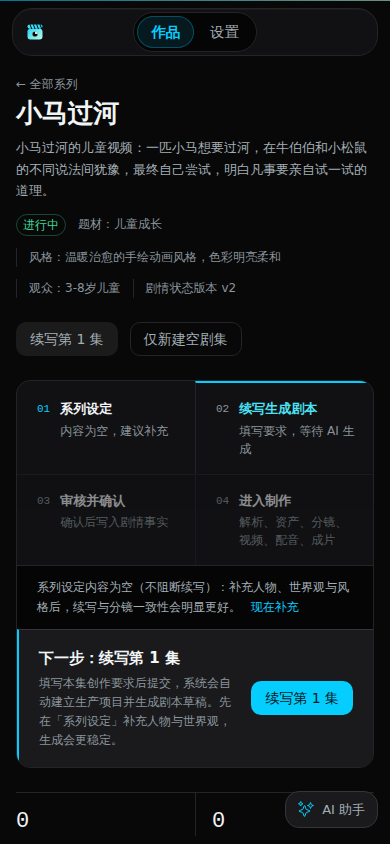 作品
设置
← 全部系列
小马过河
小马过河的儿童视频：一匹小马想要过河，在牛伯伯和小松鼠
的不同说法间犹豫，最终自己尝试，明白凡事要亲自试一试的
道理。
进行中
题材：儿童成长
风格：温暖治愈的手绘动画风格，色彩明亮柔和
观众：3-8岁儿童
剧情状态版本 v2
续写第 1 集
仅新建空剧集
01 系列设定
内容为空，建议补充
02 续写生成剧本
填写要求，等待 AI 生
成
03 审核并确认
确认后写入剧情事实
04 进入制作
解析、资产、分镜、
视频、配音、成片
系列设定内容为空（不阻断续写）：补充人物、世界观与风
格后，续写与分镜一致性会明显更好。 现在补充
下一步：续写第 1 集
填写本集创作要求后提交，系统会自
动建立生产项目并生成剧本草稿。先
在「系列设定」补充人物与世界观，
生成会更稳定。
续写第 1 集
0
0
AI 助手